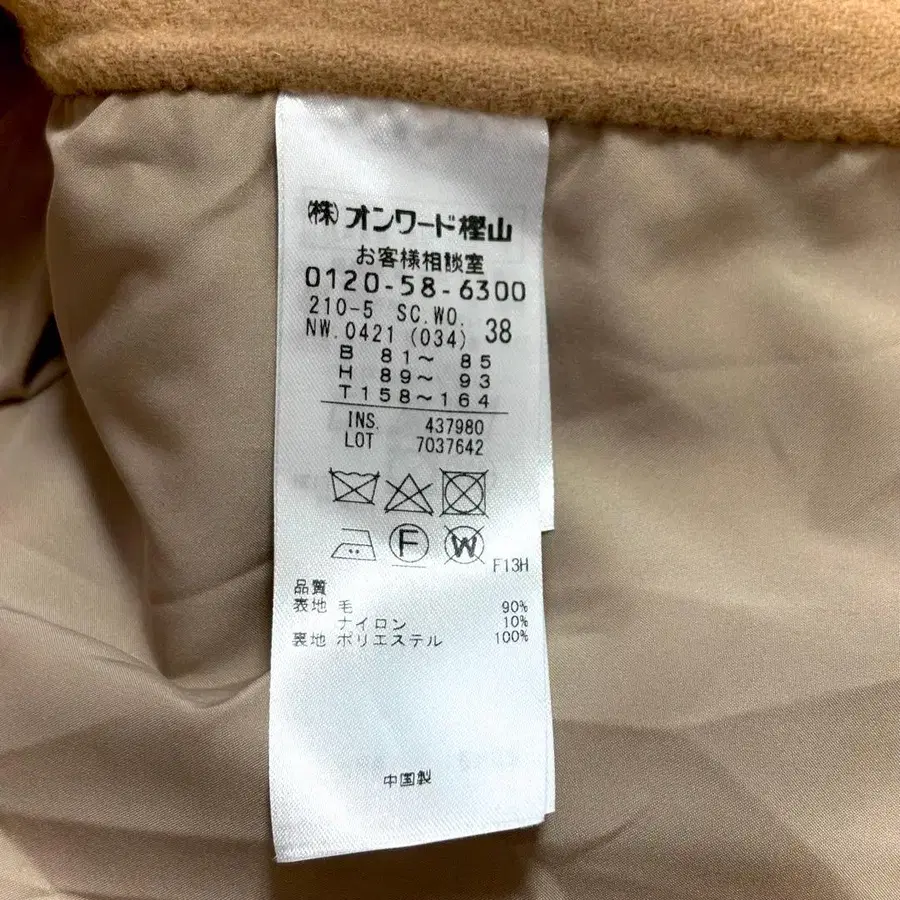 (株)オンワード樫山
お客様相談室
0120-58-6300
210-5 SC.WO. 38
NW.0421 (034)
B 81〜 85
H 89〜 93
T158〜164
INS. 437980
LOT 7037642
F
W
F13H
品質
表地 毛 90%
ナイロン 10%
裏地 ポリエステル 100%
中国製